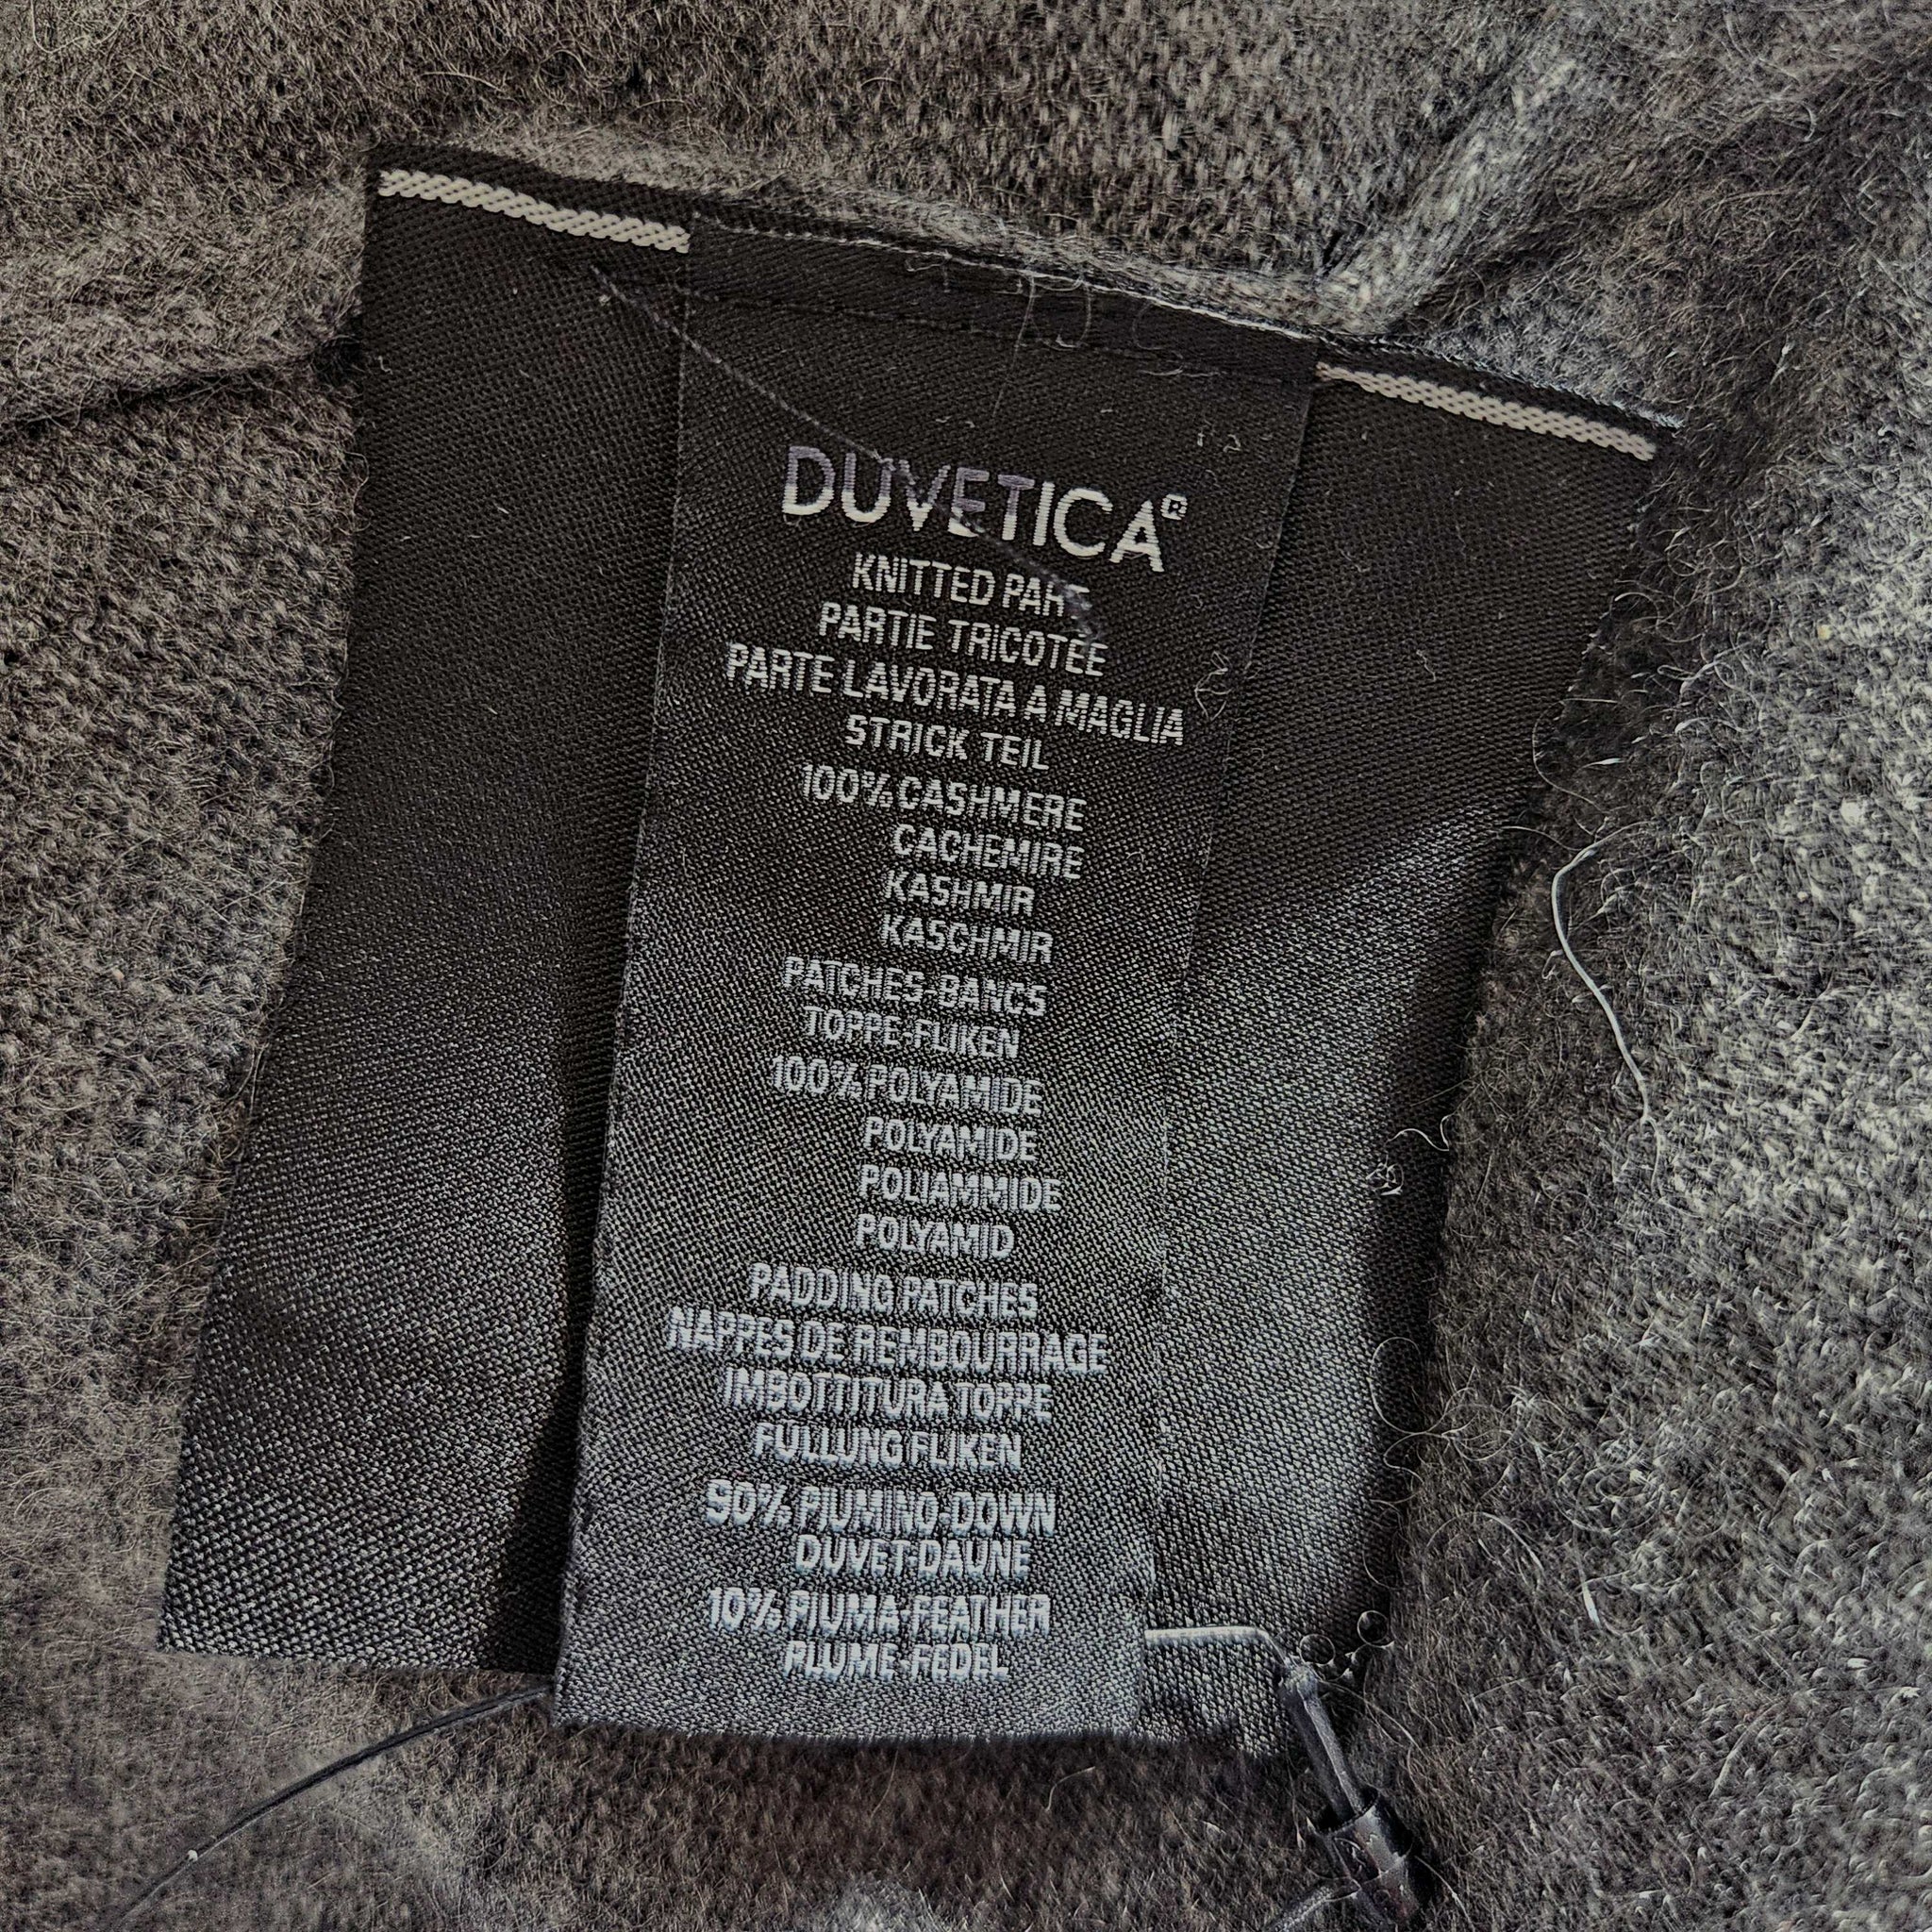 DUVETICA®
KNITTED PART
PARTIE TRICOTÉE
PARTE LAVORATA A MAGLIA
STRICK TEIL
100% CASHMERE
CACHEMIRE
KASHMIR
KASCHMIR
PATCHES-BANCS
TOPPE-FLIKEN
100% POLYAMIDE
POLYAMIDE
POLIAMMIDE
POLYAMID
PADDING PATCHES
NAPPES DE REMBOURRAGE
IMBOTTITURA TOPPE
FULLUNG FLIKEN
90% PIUMINO-DOWN
DUVET-DAUNE
10% PIUMA-FEATHER
PLUME-FEDEL